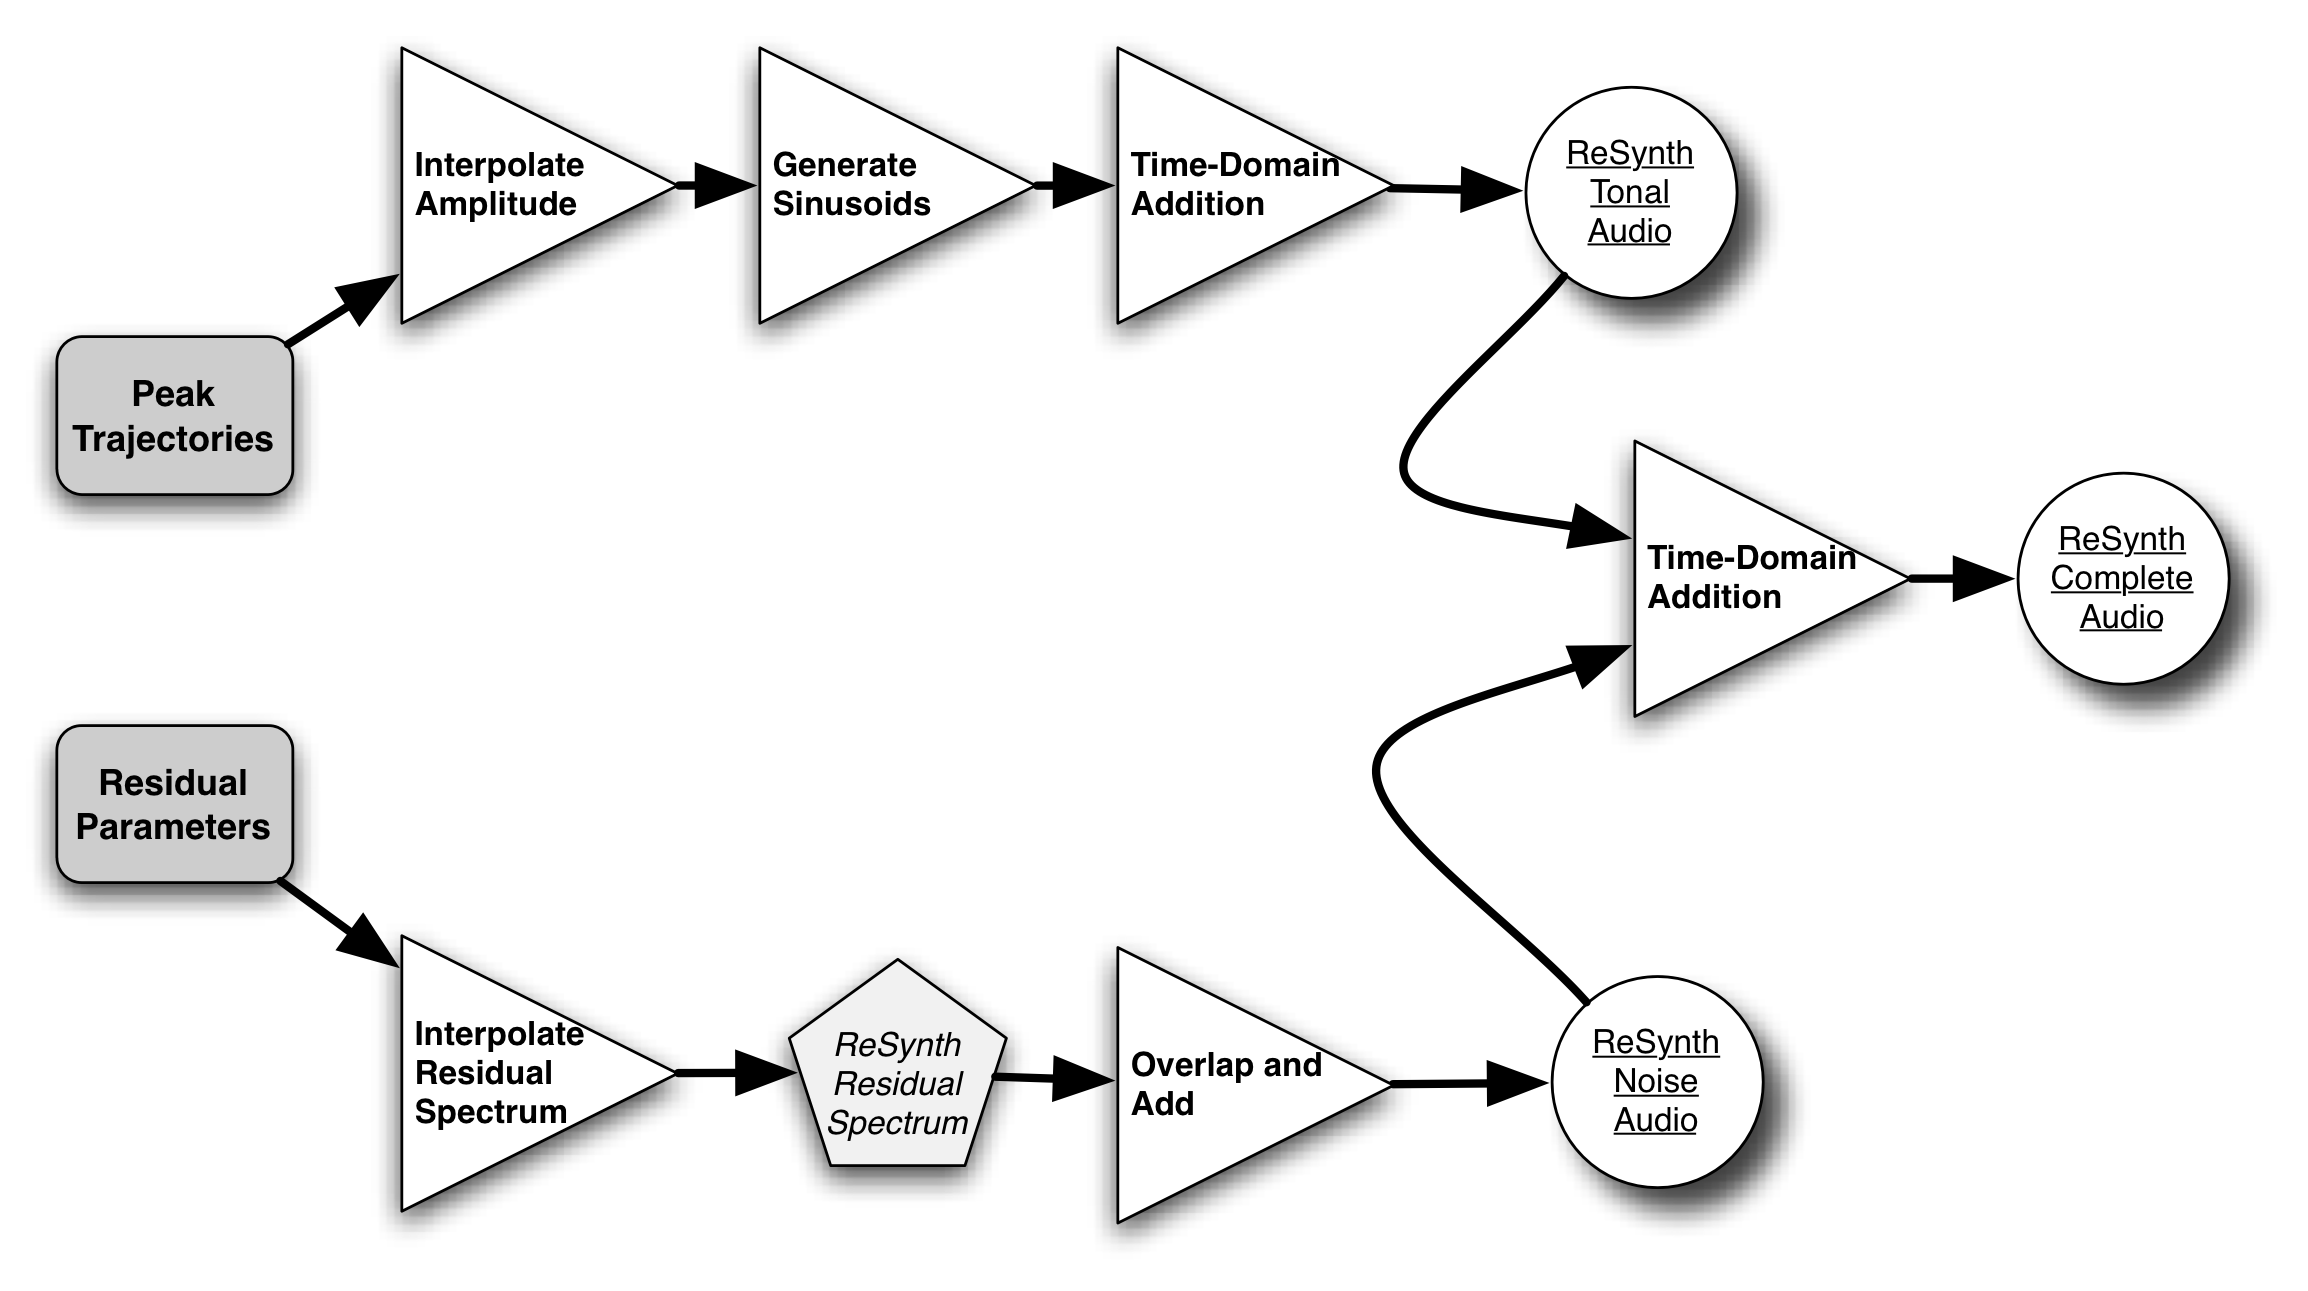 Interpolate
Amplitude
Generate
Sinusoids
Time-Domain
Addition
ReSynth
Tonal
Audio
Peak
Trajectories
Time-Domain
Addition
ReSynth
Complete
Audio
Residual
Parameters
Interpolate
Residual
Spectrum
ReSynth
Residual
Spectrum
Overlap and
Add
ReSynth
Noise
Audio